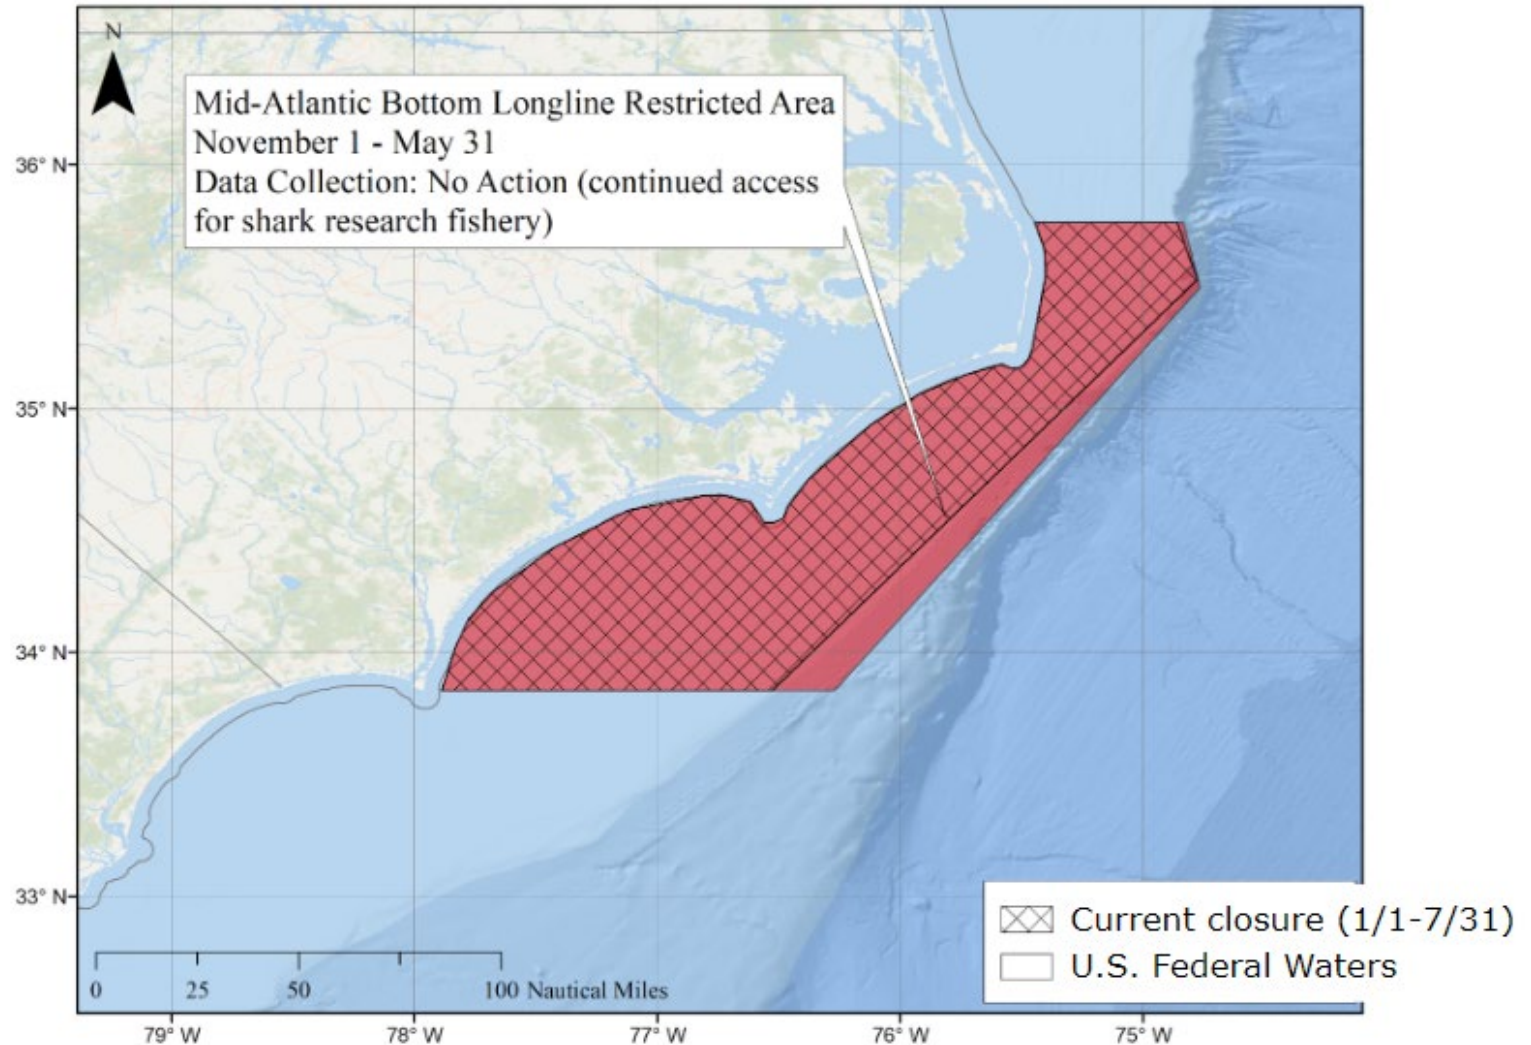 N
Mid-Atlantic Bottom Longline Restricted Area
November 1 - May 31
Data Collection: No Action (continued access
for shark research fishery)
36° N
35° N
34° N
33° N
Current closure (1/1-7/31)
U.S. Federal Waters
0 25 50 100 Nautical Miles
79° W 78° W 77° W 76° W 75° W